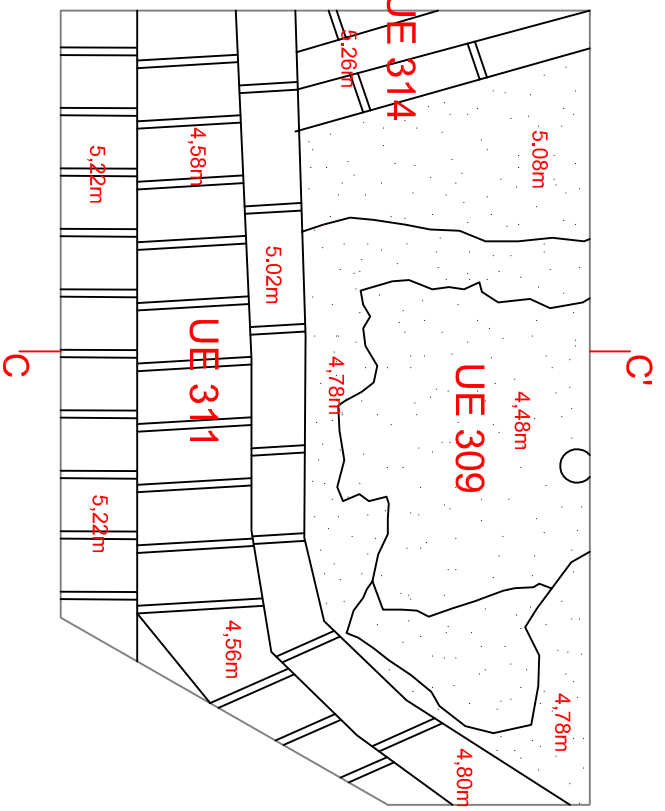 UE 314
5.26m
5.08m
4,58m
5,22m
5.02m
UE 311
4,78m
UE 309
4,48m
C
C'
5,22m
4,56m
4,78m
4,80m